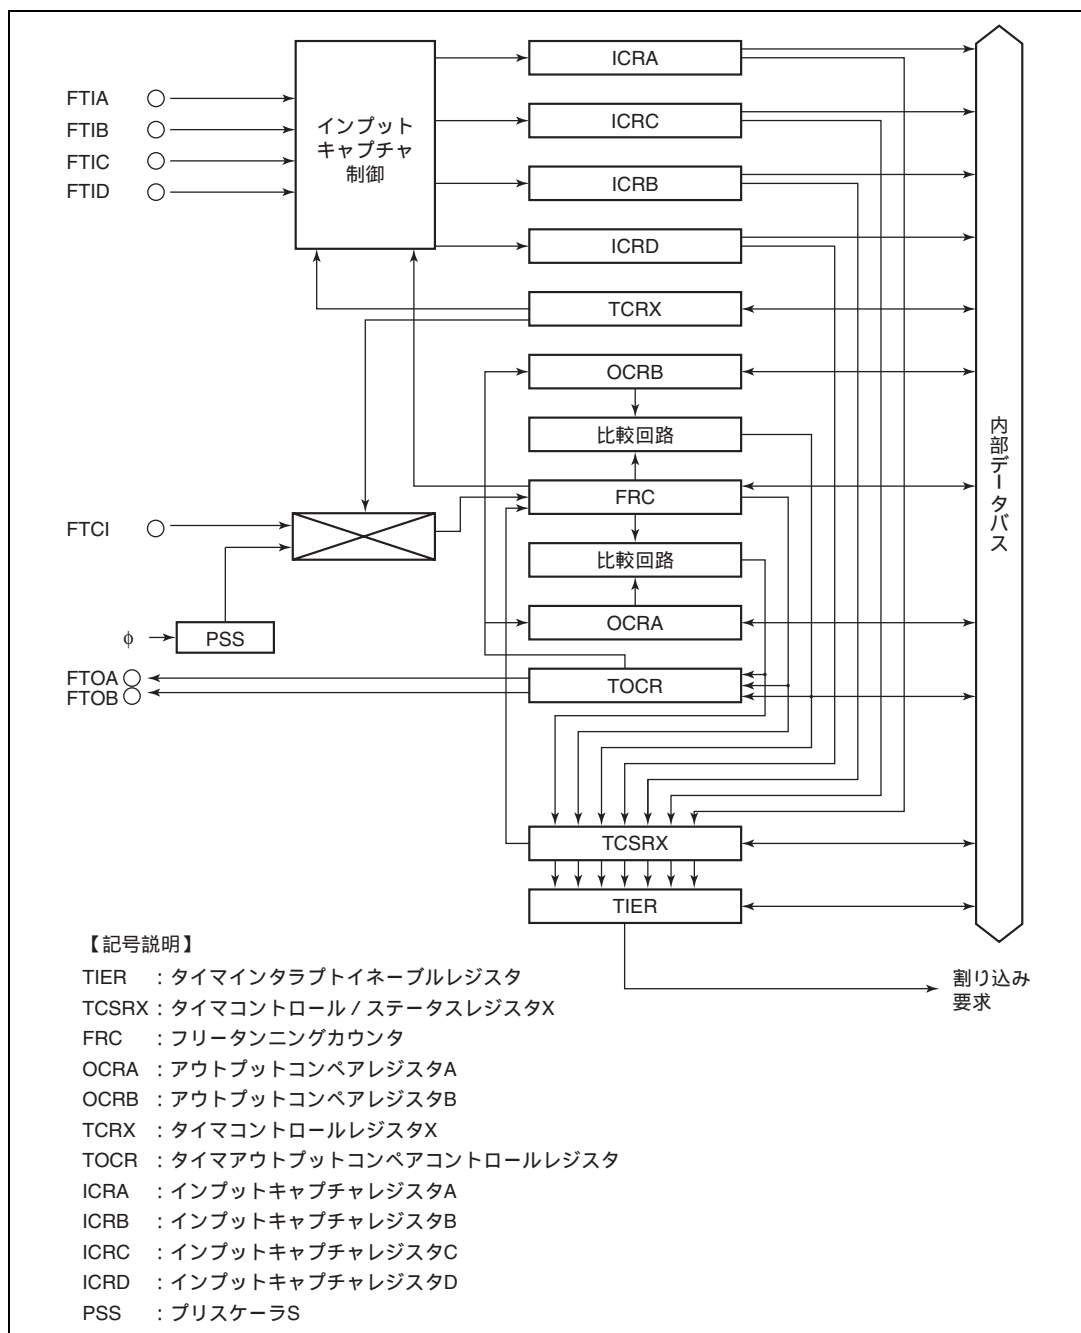 ICRA
FTIA
FTIB
FTIC
FTID
インプット
キャプチャ
制御
ICRC
ICRB
ICRD
TCRX
OCRB
比較回路
FRC
FTCI
比較回路
OCRA
φ
PSS
FTOA
FTOB
TOCR
内部データバス
TCSRX
TIER
割り込み
要求
【記号説明】
TIER : タイマインタラプトイネーブルレジスタ
TCSRX : タイマコントロール / ステータスレジスタX
FRC : フリータンニングカウンタ
OCRA : アウトプットコンペアレジスタA
OCRB : アウトプットコンペアレジスタB
TCRX : タイマコントロールレジスタX
TOCR : タイマアウトプットコンペアコントロールレジスタ
ICRA : インプットキャプチャレジスタA
ICRB : インプットキャプチャレジスタB
ICRC : インプットキャプチャレジスタC
ICRD : インプットキャプチャレジスタD
PSS : プリスケーラS